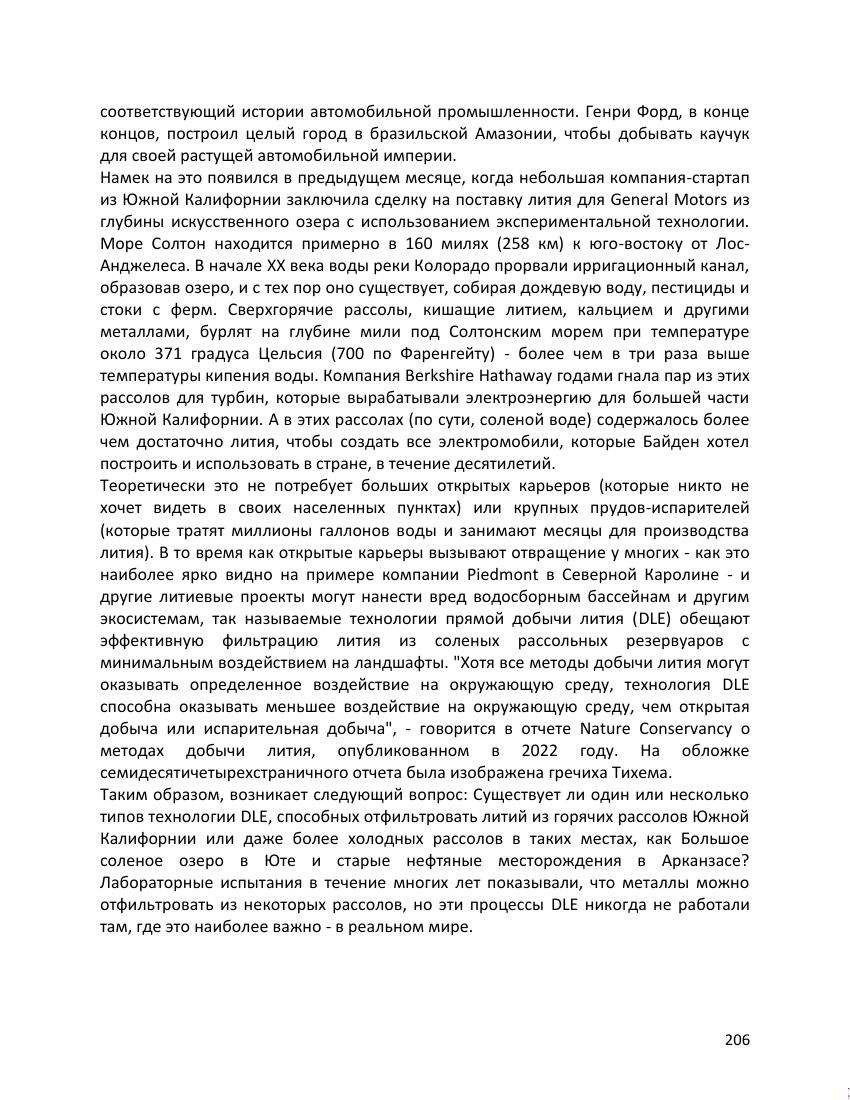 соответствующий истории автомобильной промышленности. Генри Форд, в конце
концов, построил целый город в бразильской Амазонии, чтобы добывать каучук
для своей растущей автомобильной империи.
Намек на это появился в предыдущем месяце, когда небольшая компания-стартап
из Южной Калифорнии заключила сделку на поставку лития для General Motors из
глубины искусственного озера с использованием экспериментальной технологии.
Море Солтон находится примерно в 160 милях (258 км) к юго-востоку от Лос-
Анджелеса. В начале XX века воды реки Колорадо прорвали ирригационный канал,
образовав озеро, и с тех пор оно существует, собирая дождевую воду, пестициды и
стоки с ферм. Сверхгорячие рассолы, кишащие литием, кальцием и другими
металлами, бурлят на глубине мили под Солтонским морем при температуре
около 371 градуса Цельсия (700 по Фаренгейту) - более чем в три раза выше
температуры кипения воды. Компания Berkshire Hathaway годами гнала пар из этих
рассолов для турбин, которые вырабатывали электроэнергию для большей части
Южной Калифорнии. А в этих рассолах (по сути, соленой воде) содержалось более
чем достаточно лития, чтобы создать все электромобили, которые Байден хотел
построить и использовать в стране, в течение десятилетий.
Теоретически это не потребует больших открытых карьеров (которые никто не
хочет видеть в своих населенных пунктах) или крупных прудов-испарителей
(которые тратят миллионы галлонов воды и занимают месяцы для производства
лития). В то время как открытые карьеры вызывают отвращение у многих - как это
наиболее ярко видно на примере компании Piedmont в Северной Каролине - и
другие литиевые проекты могут нанести вред водосборным бассейнам и другим
экосистемам, так называемые технологии прямой добычи лития (DLE) обещают
эффективную фильтрацию лития из соленых рассольных резервуаров с
минимальным воздействием на ландшафты. "Хотя все методы добычи лития могут
оказывать определенное воздействие на окружающую среду, технология DLE
способна оказывать меньшее воздействие на окружающую среду, чем открытая
добыча или испарительная добыча", - говорится в отчете Nature Conservancy о
методах добычи лития, опубликованном в 2022 году. На обложке
семидесятичетырехстраничного отчета была изображена гречиха Тихема.
Таким образом, возникает следующий вопрос: Существует ли один или несколько
типов технологии DLE, способных отфильтровать литий из горячих рассолов Южной
Калифорнии или даже более холодных рассолов в таких местах, как Большое
соленое озеро в Юте и старые нефтяные месторождения в Арканзасе?
Лабораторные испытания в течение многих лет показывали, что металлы можно
отфильтровать из некоторых рассолов, но эти процессы DLE никогда не работали
там, где это наиболее важно - в реальном мире.
206